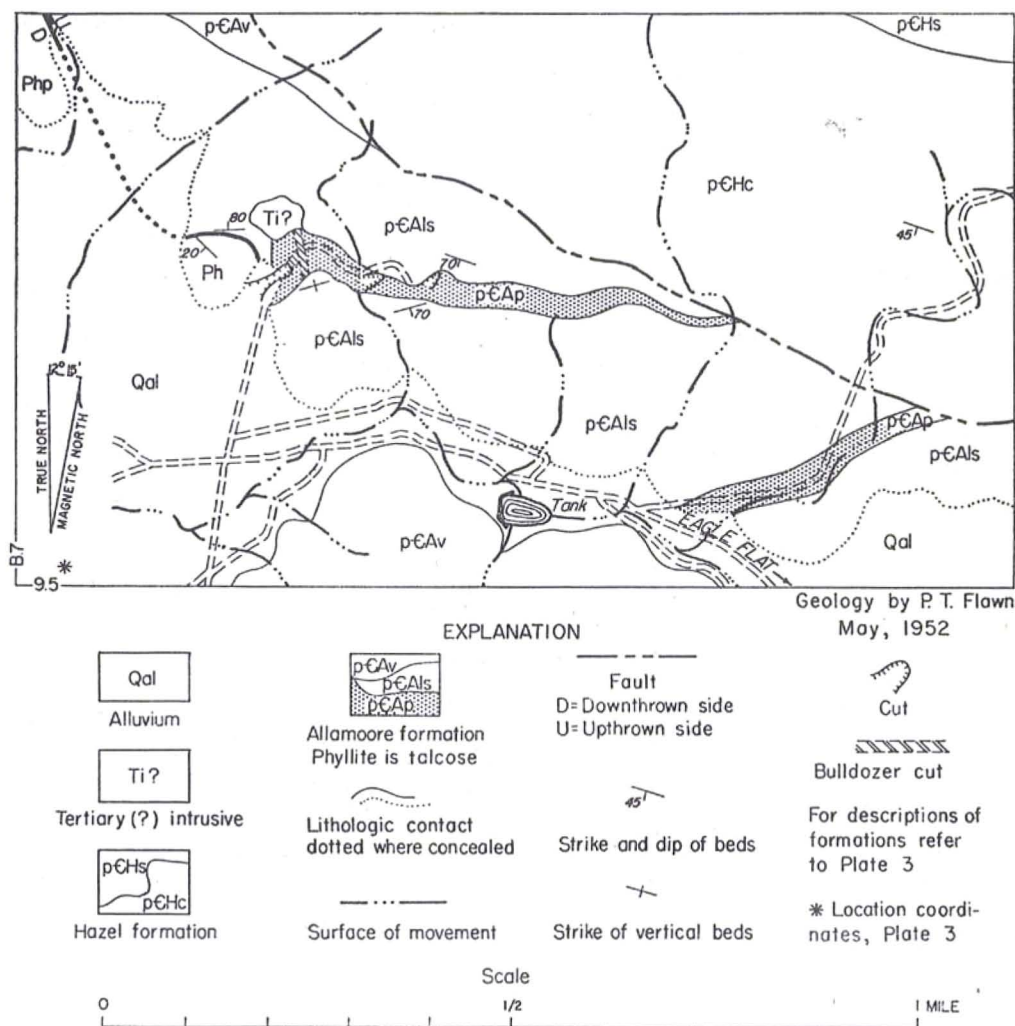 p€Av
p€Hs
D
U
Php
p€Hc
80
Ti?
p€Als
45
20
Ph
70
p€Ap
70
p€Als
Qal
12° 15'
TRUE NORTH
MAGNETIC NORTH
p€Als
p€Ap
p€Als
Tank
EAGLE FLAT
p€Av
Qal
B.7
9.5
*
Geology by P. T. Flawn
May, 1952
EXPLANATION
Qal
Alluvium
Ti?
Tertiary(?) intrusive
p€Hs
p€Hc
Hazel formation
p€Av
p€Als
p€Ap
Allamoore formation
Phyllite is talcose
Lithologic contact
dotted where concealed
Surface of movement
Fault
D= Downthrown side
U= Upthrown side
45
Strike and dip of beds
Strike of vertical beds
Cut
Bulldozer cut
For descriptions of
formations refer
to Plate 3
* Location coordi-
nates, Plate 3
Scale
0 1/2 1 MILE